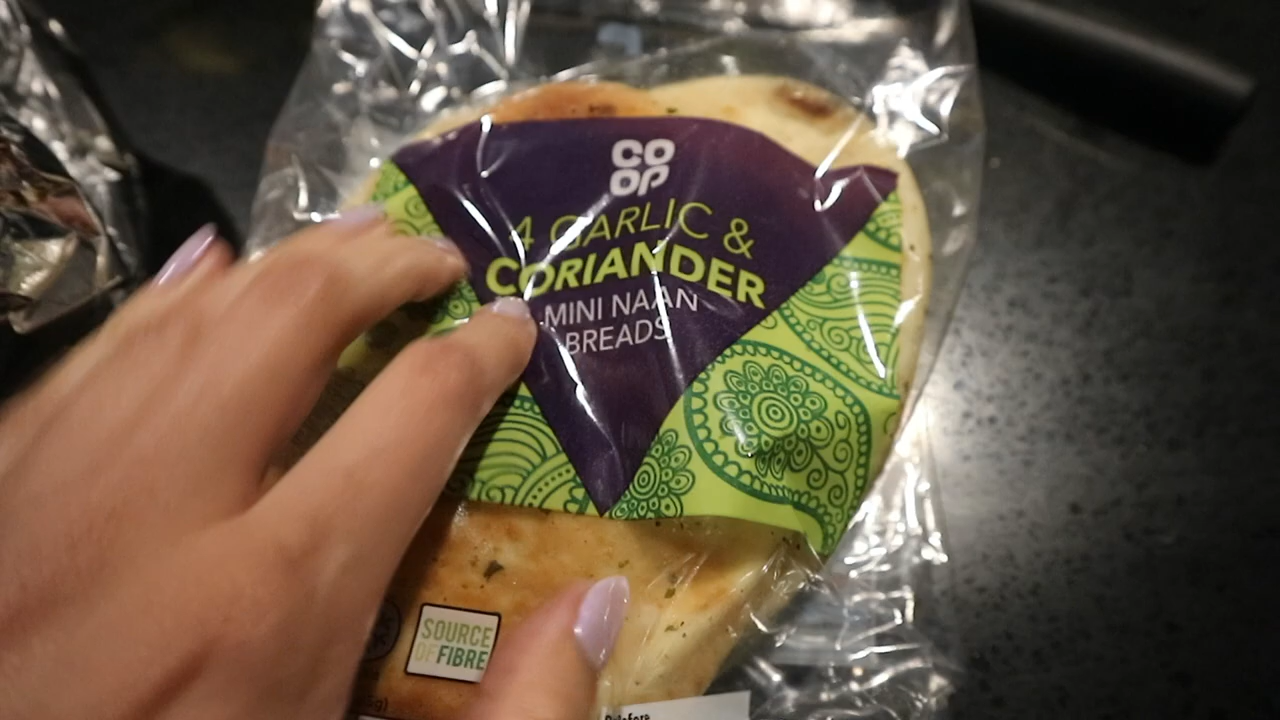 CO
OP
4 GARLIC &
CORIANDER
MINI NAAN
BREADS
SOURCE
OF FIBRE